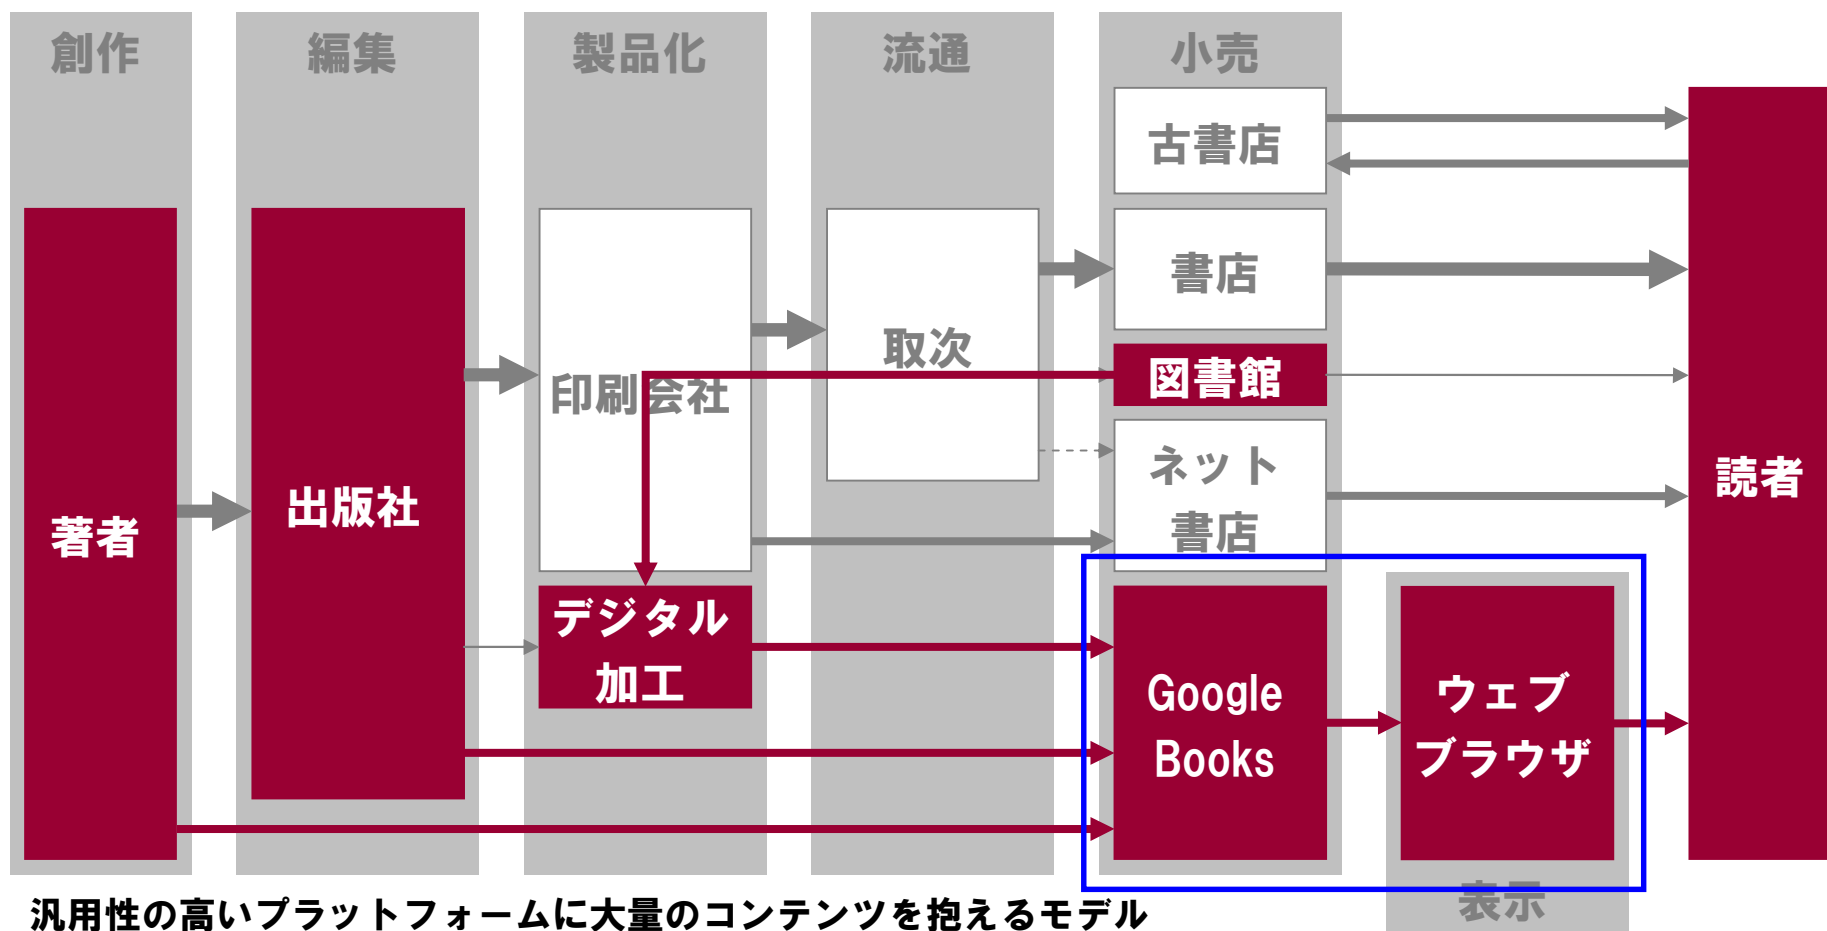 創作
編集
製品化
流通
小売
古書店
書店
取次
図書館
印刷会社
ネット
書店
読者
出版社
著者
デジタル
加工
Google
Books
ウェブ
ブラウザ
表示
汎用性の高いプラットフォームに大量のコンテンツを抱えるモデル